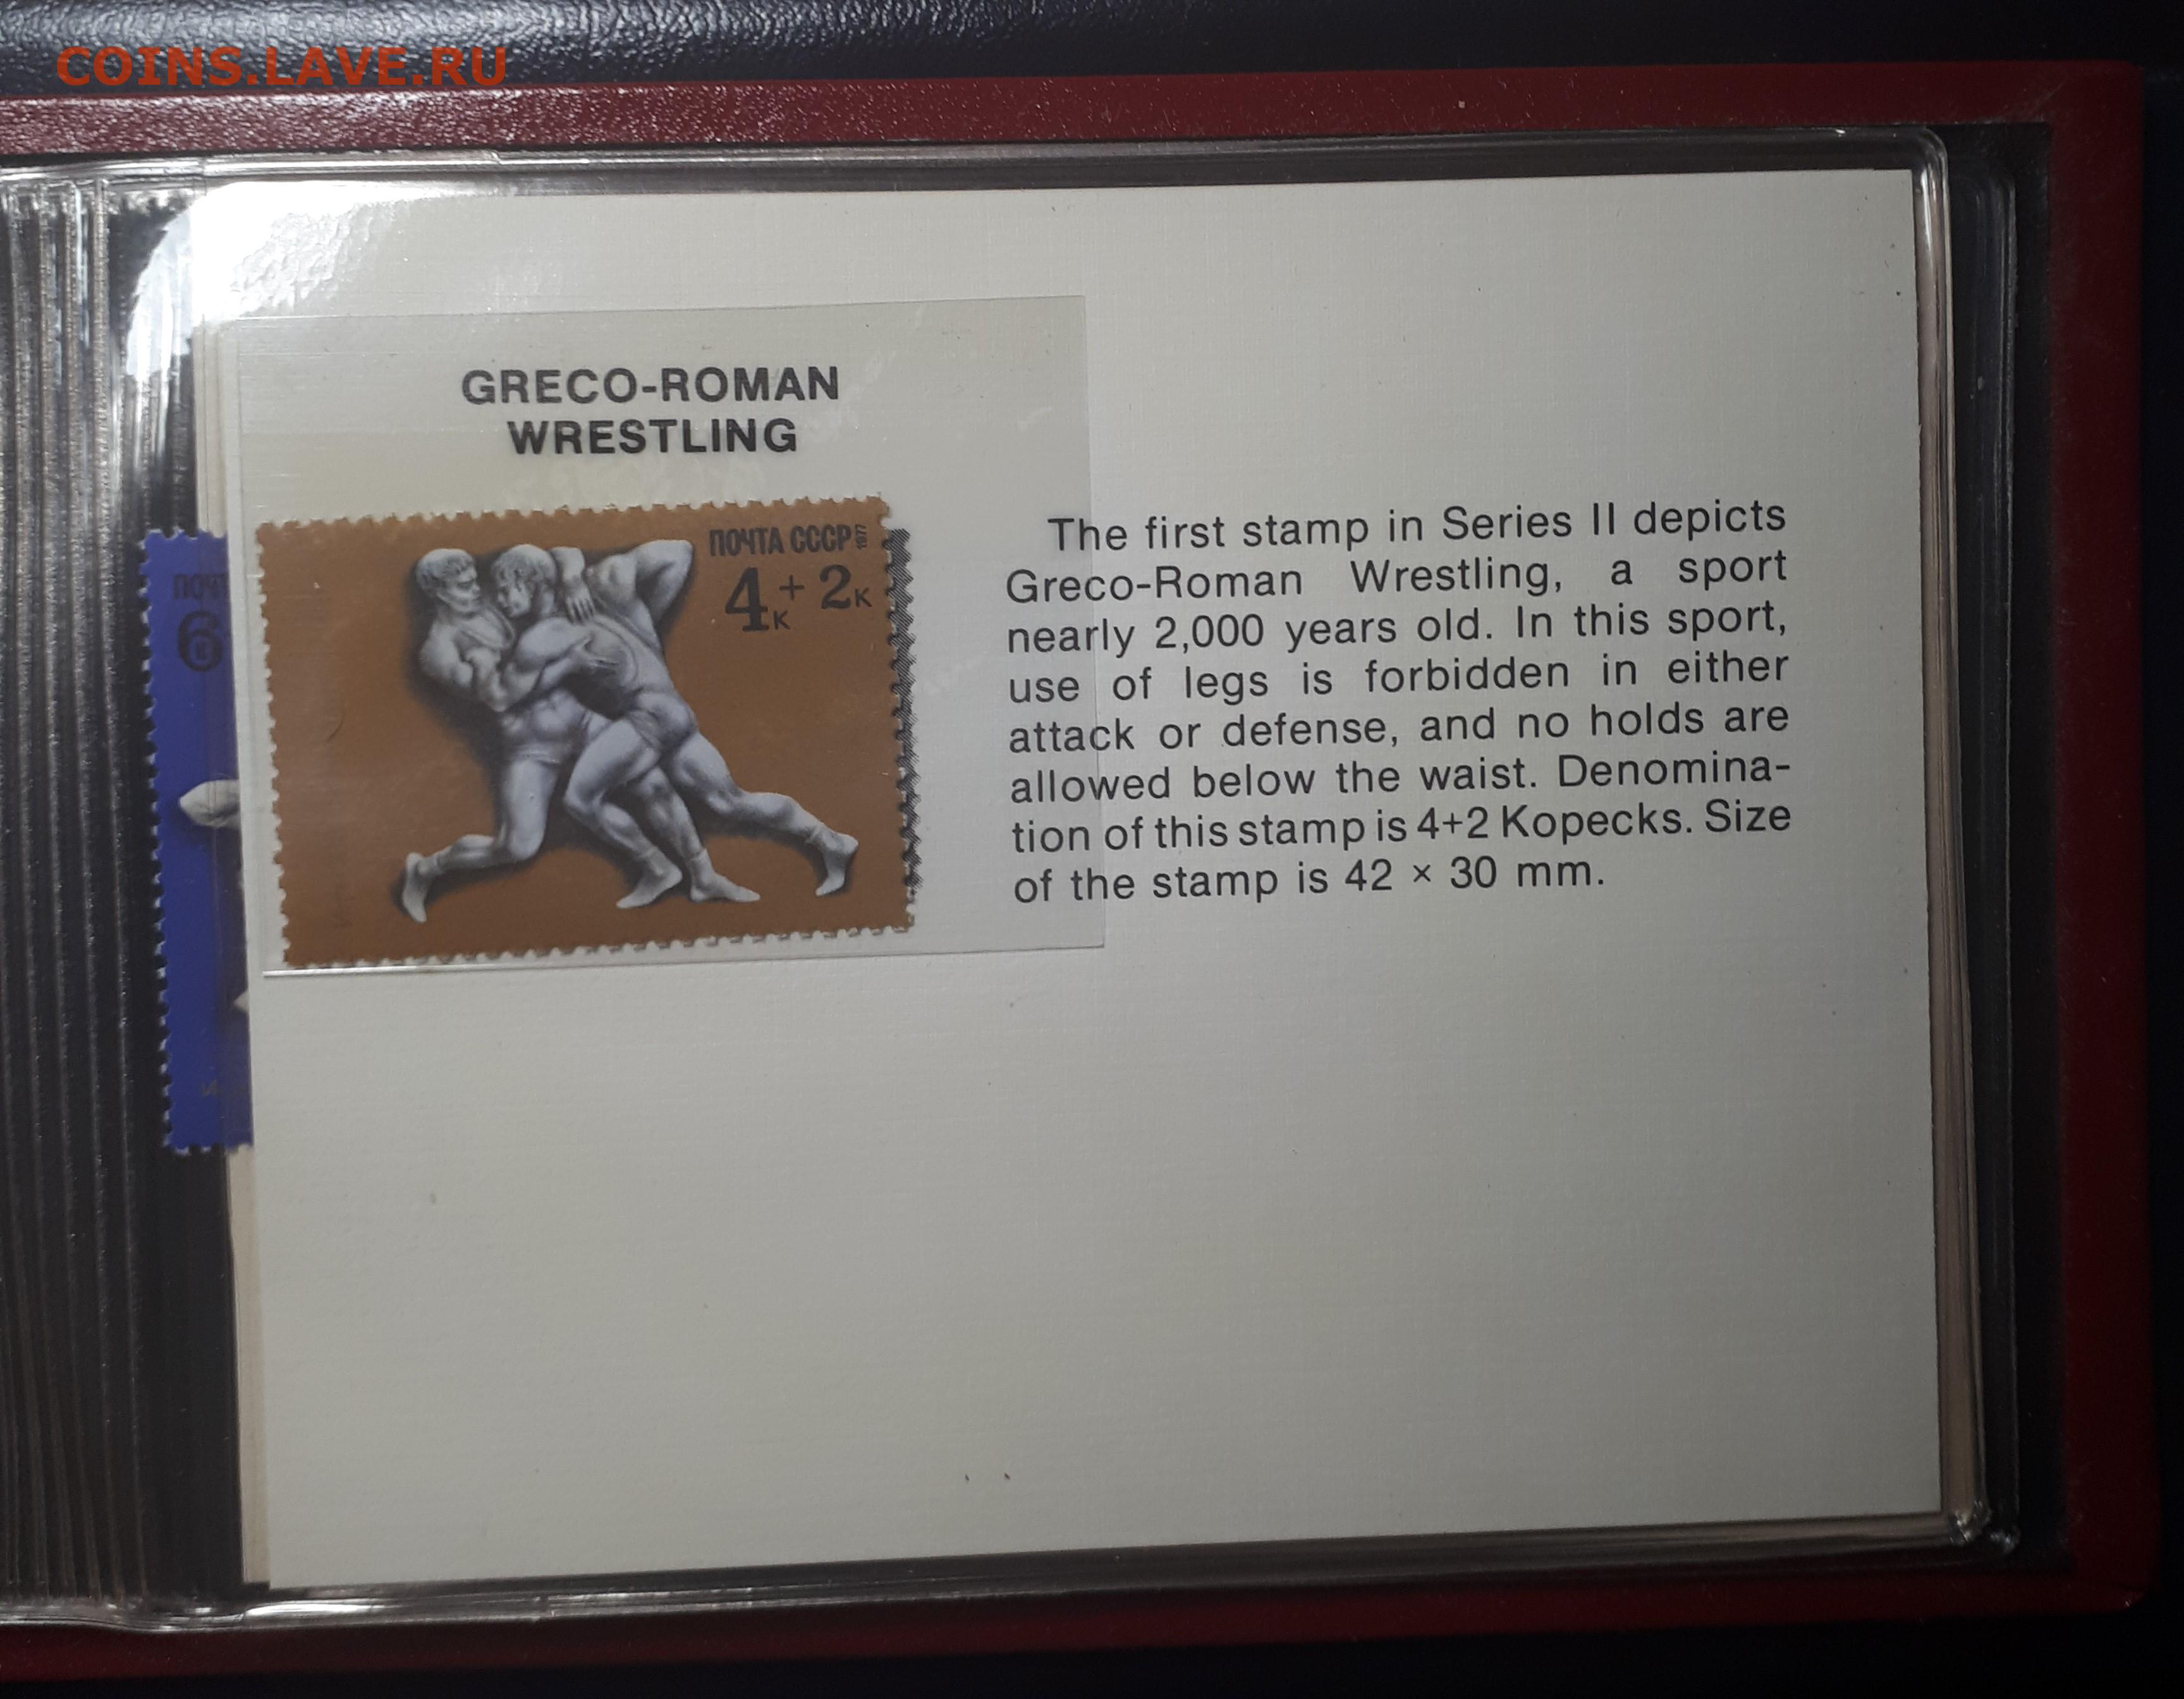 COINS.LAVE.RU
GRECO-ROMAN
WRESTLING
ПОЧТА СССР 1977
4К + 2К
ПОЧТ
6
К
The first stamp in Series II depicts
Greco-Roman Wrestling, a sport
nearly 2,000 years old. In this sport,
use of legs is forbidden in either
attack or defense, and no holds are
allowed below the waist. Denomina-
tion of this stamp is 4+2 Kopecks. Size
of the stamp is 42 × 30 mm.